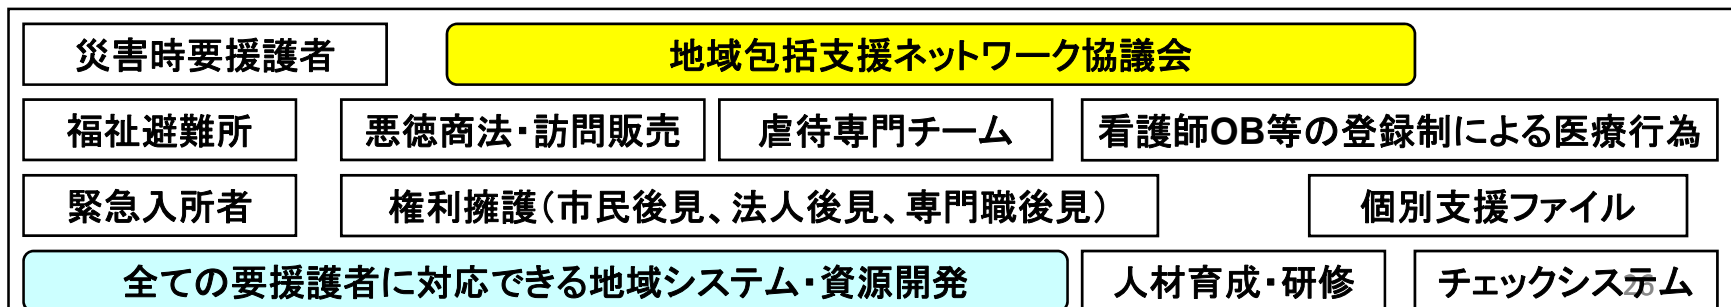 災害時要援護者 地域包括支援ネットワーク協議会
福祉避難所 悪徳商法・訪問販売 虐待専門チーム 看護師OB等の登録制による医療行為
緊急入所者 権利擁護（市民後見、法人後見、専門職後見） 個別支援ファイル
全ての要援護者に対応できる地域システム・資源開発 人材育成・研修 チェックシステム
26